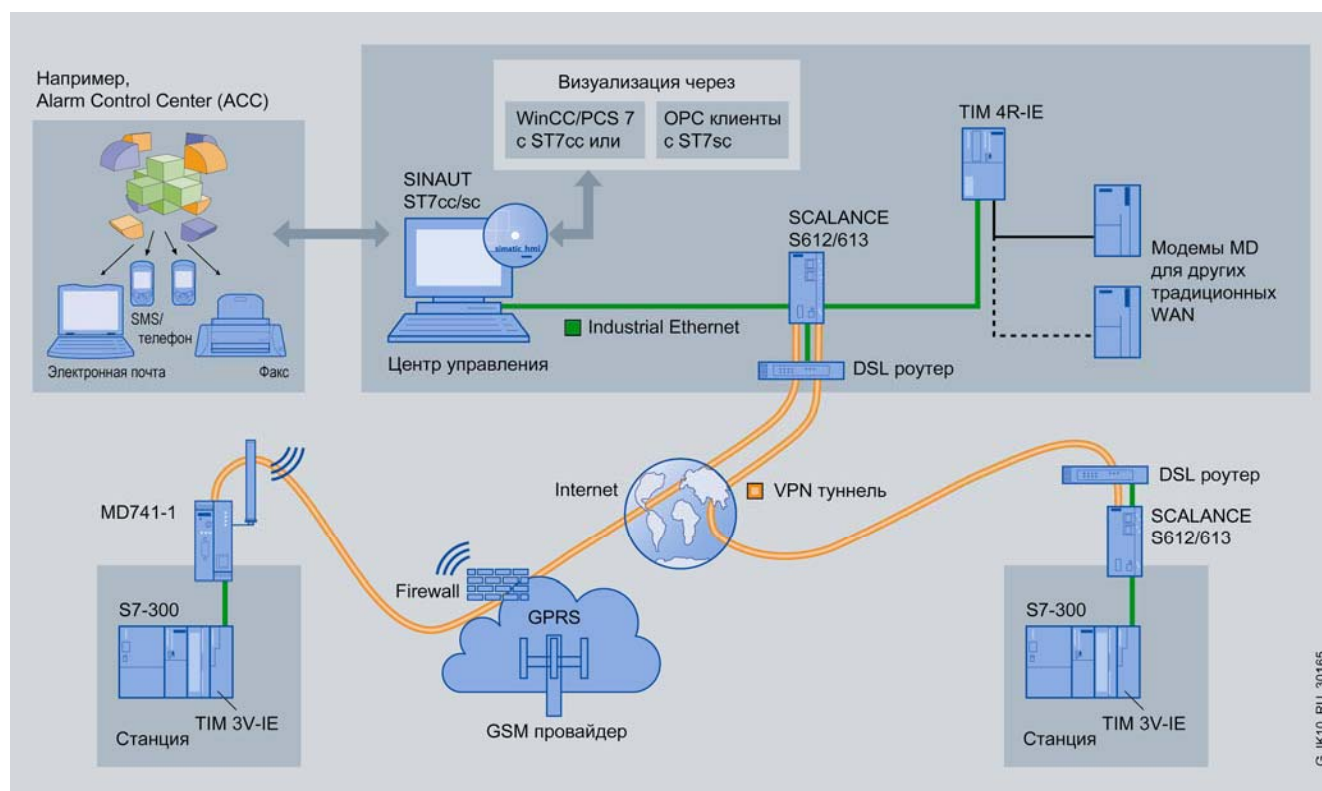 Например,
Alarm Control Center (ACC)
SMS/
телефон
Электронная почта
Факс
Визуализация через
WinCC/PCS 7
с ST7cc или
OPC клиенты
с ST7sc
SINAUT
ST7cc/sc
simatic hmi
Центр управления
Industrial Ethernet
SCALANCE
S612/613
DSL роутер
TIM 4R-IE
Модемы MD
для других
традиционных
WAN
MD741-1
S7-300
TIM 3V-IE
Станция
Firewall
GPRS
GSM провайдер
Internet
VPN туннель
DSL роутер
SCALANCE
S612/613
S7-300
TIM 3V-IE
Станция
G_IK10_RU_30165